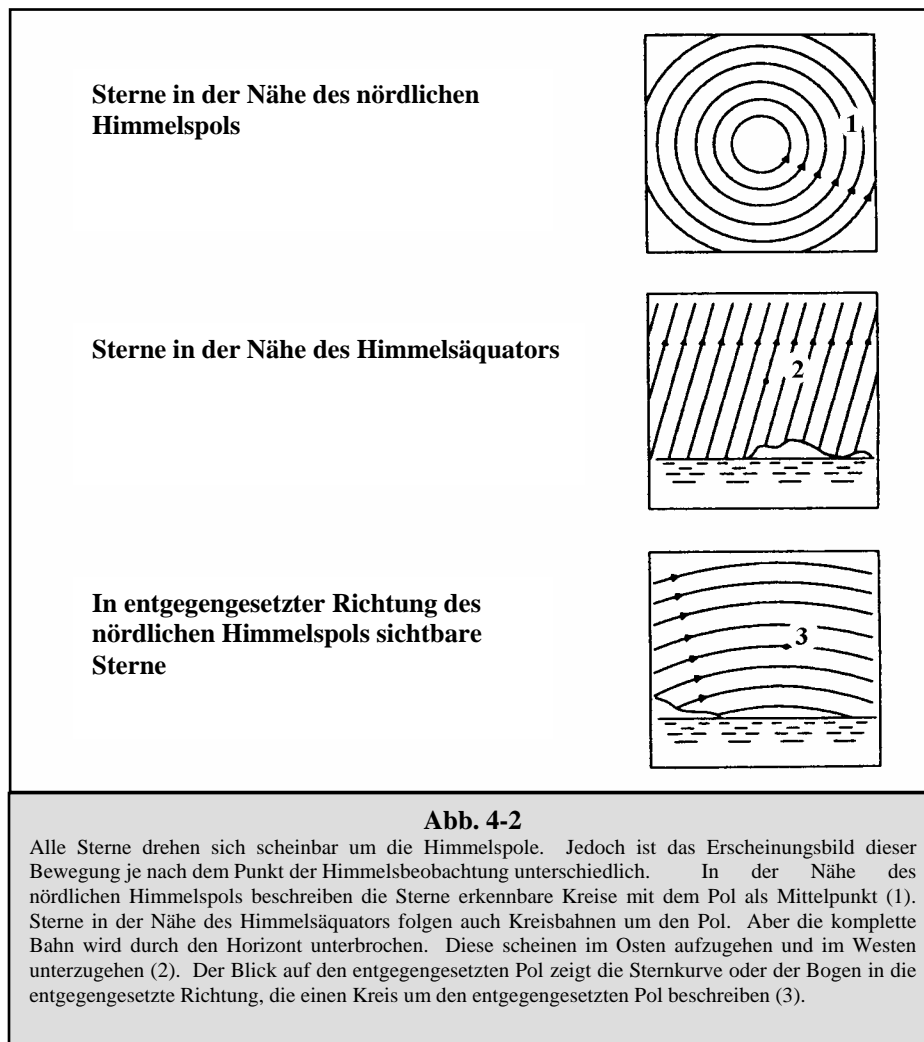 Sterne in der Nähe des nördlichen
Himmelspols
1
Sterne in der Nähe des Himmelsäquators
2
In entgegengesetzter Richtung des
nördlichen Himmelspols sichtbare
Sterne
3
Abb. 4-2
Alle Sterne drehen sich scheinbar um die Himmelspole. Jedoch ist das Erscheinungsbild dieser
Bewegung je nach dem Punkt der Himmelsbeobachtung unterschiedlich. In der Nähe des
nördlichen Himmelspols beschreiben die Sterne erkennbare Kreise mit dem Pol als Mittelpunkt (1).
Sterne in der Nähe des Himmelsäquators folgen auch Kreisbahnen um den Pol. Aber die komplette
Bahn wird durch den Horizont unterbrochen. Diese scheinen im Osten aufzugehen und im Westen
unterzugehen (2). Der Blick auf den entgegengesetzten Pol zeigt die Sternkurve oder der Bogen in die
entgegengesetzte Richtung, die einen Kreis um den entgegengesetzten Pol beschreiben (3).